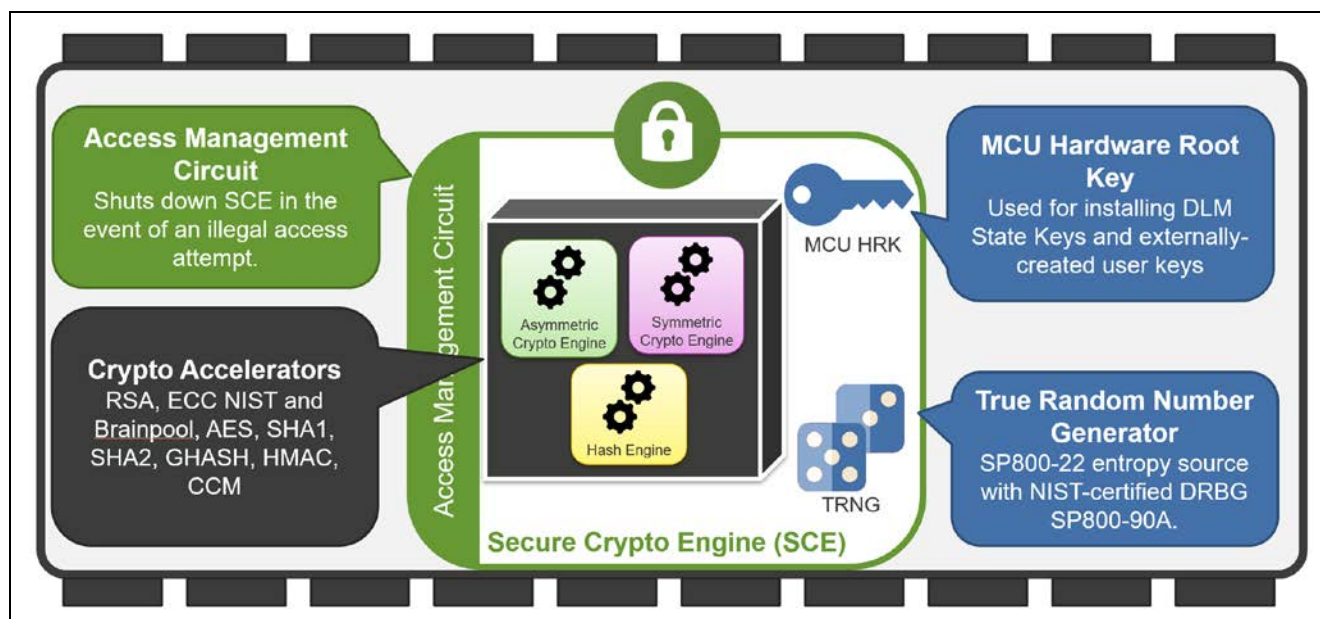 Access Management
Circuit
Shuts down SCE in the
event of an illegal access
attempt.
Crypto Accelerators
RSA, ECC NIST and
Brainpool, AES, SHA1,
SHA2, GHASH, HMAC,
CCM
Access Management Circuit
Asymmetric
Crypto Engine
Symmetric
Crypto Engine
Hash Engine
MCU HRK
TRNG
Secure Crypto Engine (SCE)
MCU Hardware Root
Key
Used for installing DLM
State Keys and externally-
created user keys
True Random Number
Generator
SP800-22 entropy source
with NIST-certified DRBG
SP800-90A.